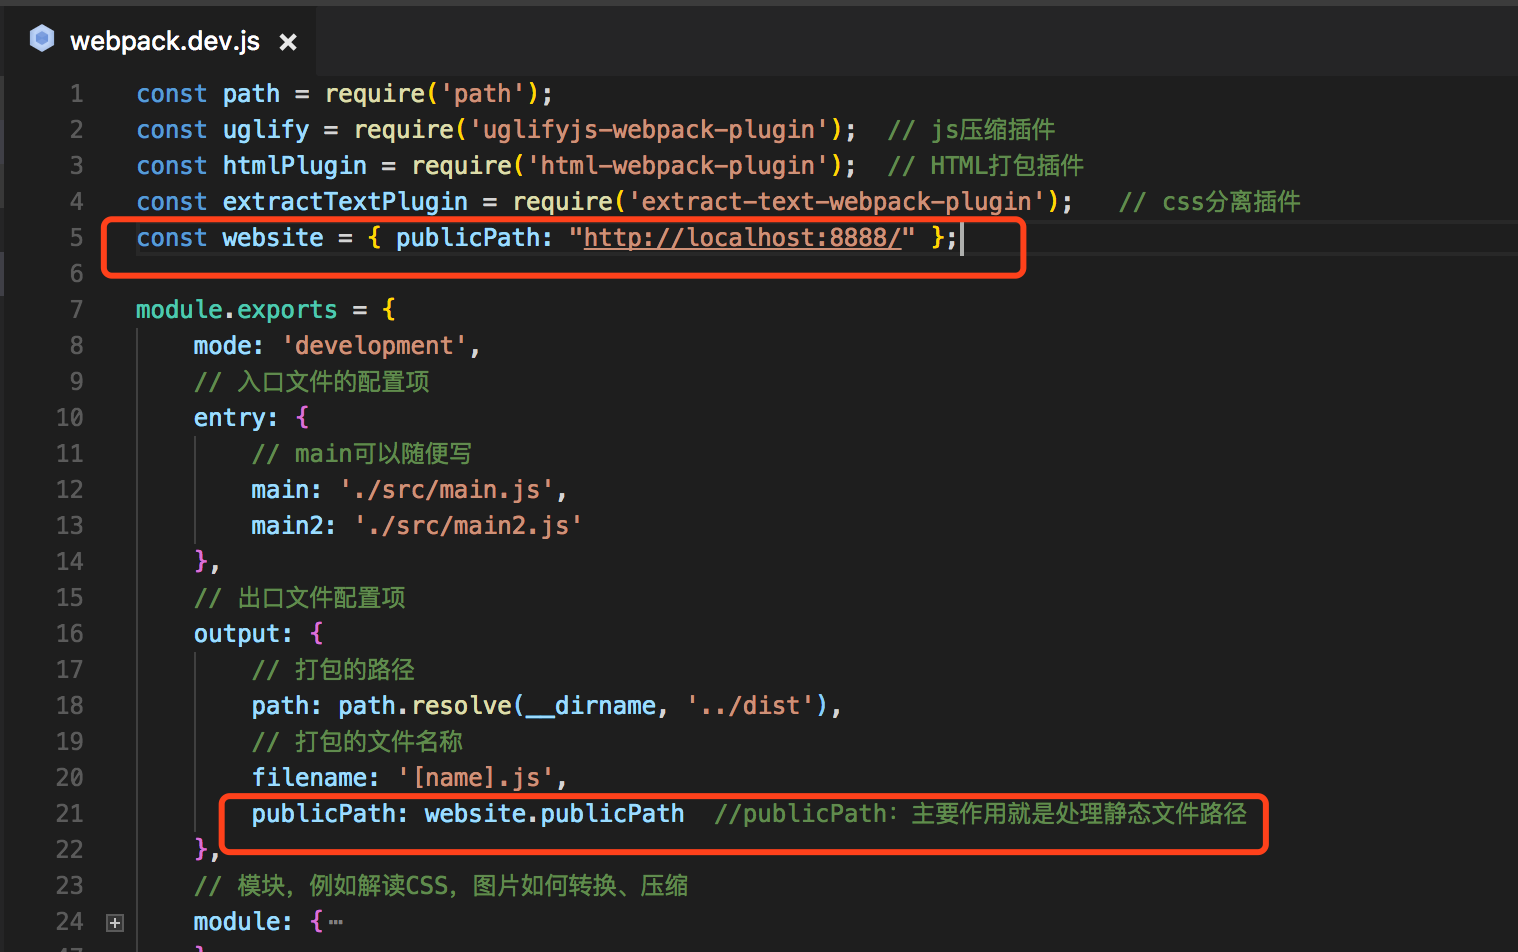 webpack.dev.js ×
1 const path = require('path');
2 const uglify = require('uglifyjs-webpack-plugin'); // js压缩插件
3 const htmlPlugin = require('html-webpack-plugin'); // HTML打包插件
4 const extractTextPlugin = require('extract-text-webpack-plugin'); // css分离插件
5 const website = { publicPath: "http://localhost:8888/" };
6
7 module.exports = {
8 mode: 'development',
9 // 入口文件的配置项
10 entry: {
11 // main可以随便写
12 main: './src/main.js',
13 main2: './src/main2.js'
14 },
15 // 出口文件配置项
16 output: {
17 // 打包的路径
18 path: path.resolve(__dirname, '../dist'),
19 // 打包的文件名称
20 filename: '[name].js',
21 publicPath: website.publicPath //publicPath：主要作用就是处理静态文件路径
22 },
23 // 模块，例如解读CSS，图片如何转换、压缩
24 module: {⋯